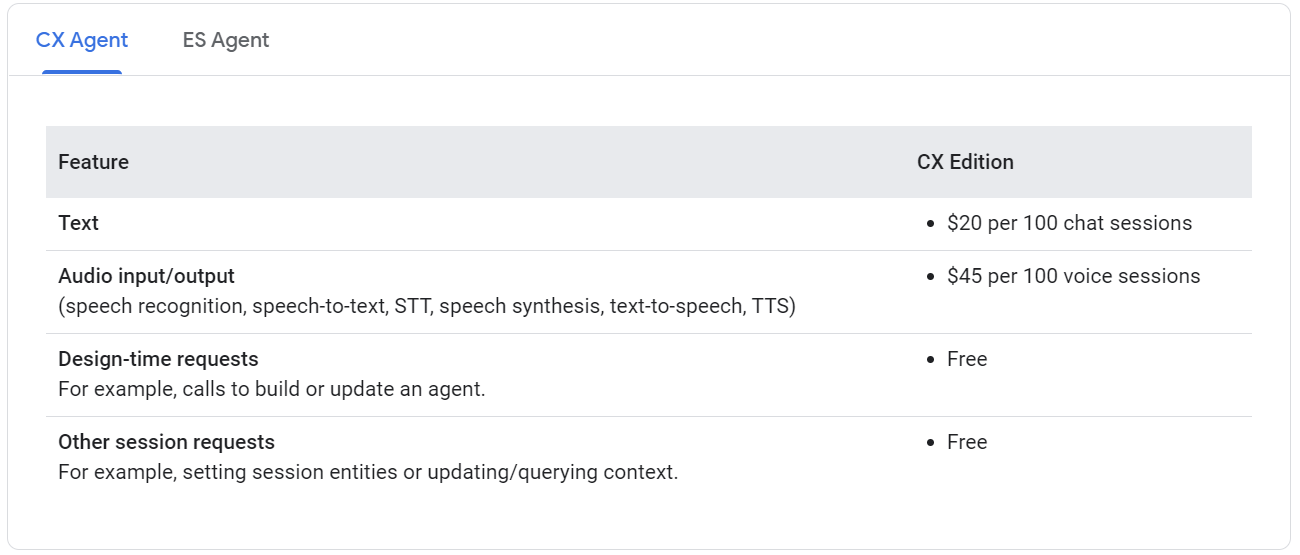 CX Agent ES Agent
Feature CX Edition
Text • $20 per 100 chat sessions
Audio input/output • $45 per 100 voice sessions
(speech recognition, speech-to-text, STT, speech synthesis, text-to-speech, TTS)
Design-time requests • Free
For example, calls to build or update an agent.
Other session requests • Free
For example, setting session entities or updating/querying context.